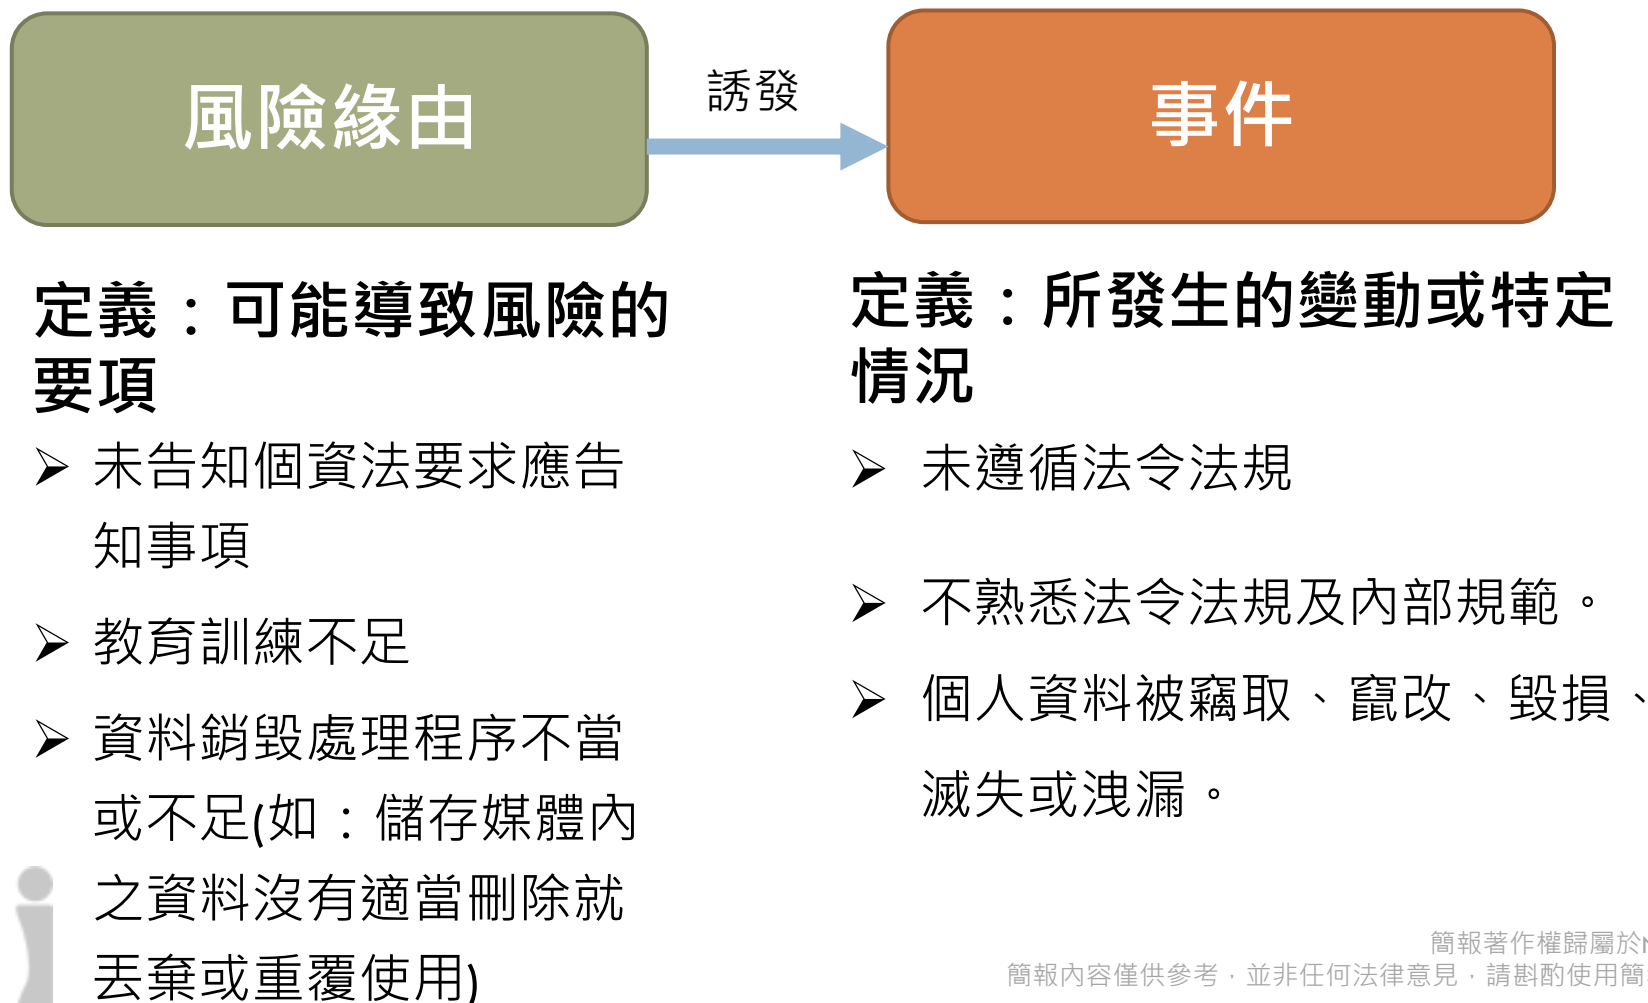 風險緣由
誘發
事件
定義：可能導致風險的
要項
➢ 未告知個資法要求應告
知事項
➢ 教育訓練不足
➢ 資料銷毀處理程序不當
或不足(如：儲存媒體內
之資料沒有適當刪除就
丟棄或重覆使用)
定義：所發生的變動或特定
情況
➢ 未遵循法令法規
➢ 不熟悉法令法規及內部規範。
➢ 個人資料被竊取、竄改、毀損、
滅失或洩漏。
簡報著作權歸屬於
簡報內容僅供參考，並非任何法律意見，請斟酌使用簡